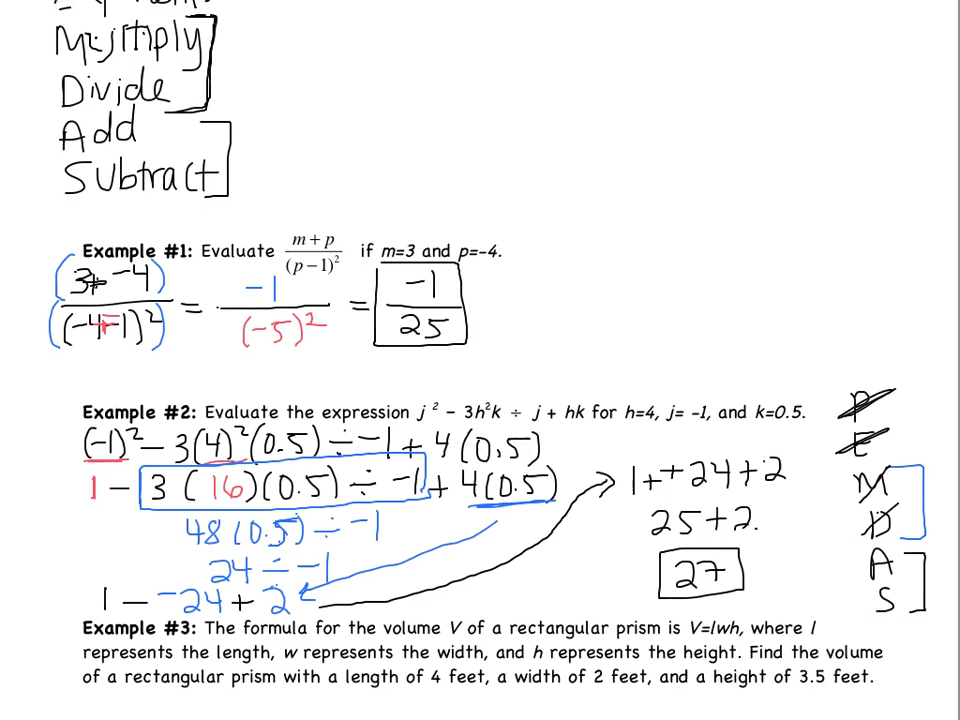 Multiply
Divide
Add
Subtract
Example #1: Evaluate (m + p)/(p − 1)² if m=3 and p=-4.
(3 + -4)/(-4 + -1)² = -1/(-5)² = -1/25
Example #2: Evaluate the expression j² − 3h²k ÷ j + hk for h=4, j= -1, and k=0.5.
(-1)² − 3(4)²(0.5) ÷ -1 + 4(0.5)
1 − 3(16)(0.5) ÷ -1 + 4(0.5)
48(0.5) ÷ -1
24 ÷ -1
1 − -24 + 2
1 + +24 + 2
25 + 2
27
P
E
M
D
A
S
Example #3: The formula for the volume V of a rectangular prism is V=lwh, where l
represents the length, w represents the width, and h represents the height. Find the volume
of a rectangular prism with a length of 4 feet, a width of 2 feet, and a height of 3.5 feet.